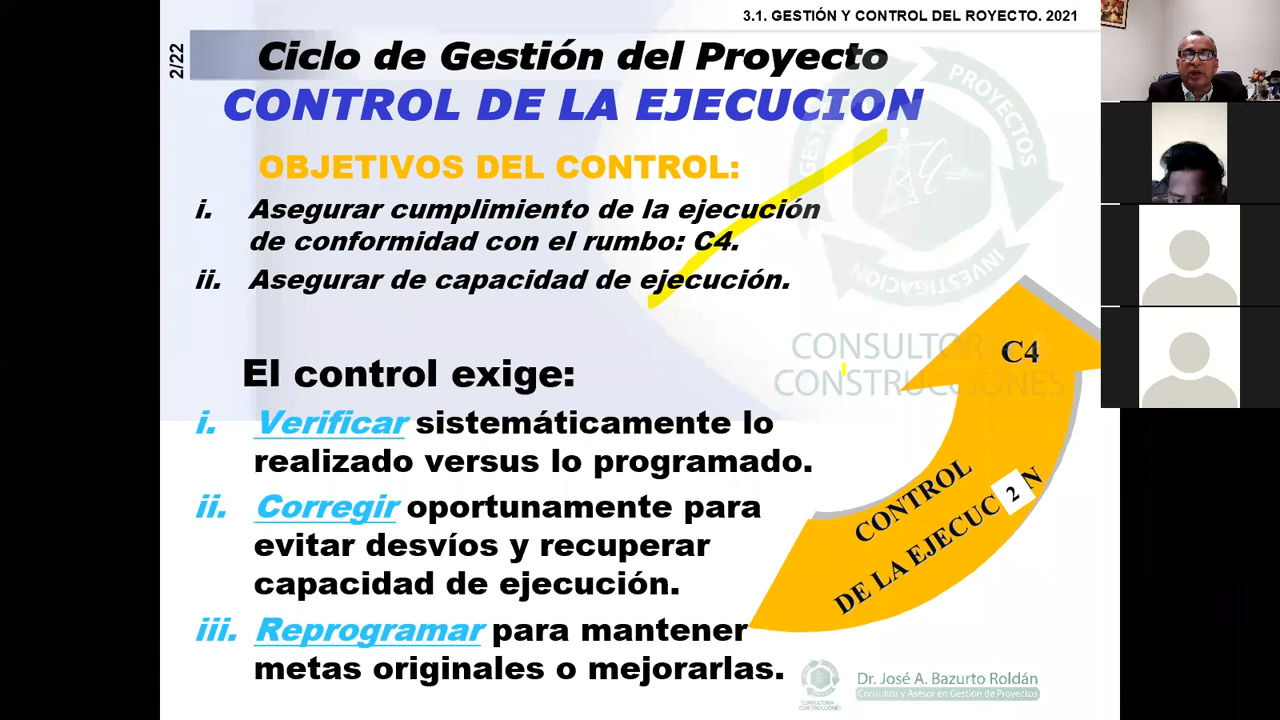 3.1. GESTIÓN Y CONTROL DEL ROYECTO. 2021
2/22
Ciclo de Gestión del Proyecto
CONTROL DE LA EJECUCION
OBJETIVOS DEL CONTROL:
i. Asegurar cumplimiento de la ejecución
de conformidad con el rumbo: C4.
ii. Asegurar de capacidad de ejecución.
PROYECTOS
INVESTIGACION
CONSTRUCCIONES
El control exige:
i. Verificar sistemáticamente lo
realizado versus lo programado.
ii. Corregir oportunamente para
evitar desvíos y recuperar
capacidad de ejecución.
iii. Reprogramar para mantener
metas originales o mejorarlas.
C4
CONTROL
DE LA EJECUC 2 N
CONSULTORIA
CONSTRUCCIONES
Dr. José A. Bazurto Roldán
Consultor y Asesor en Gestión de Proyectos